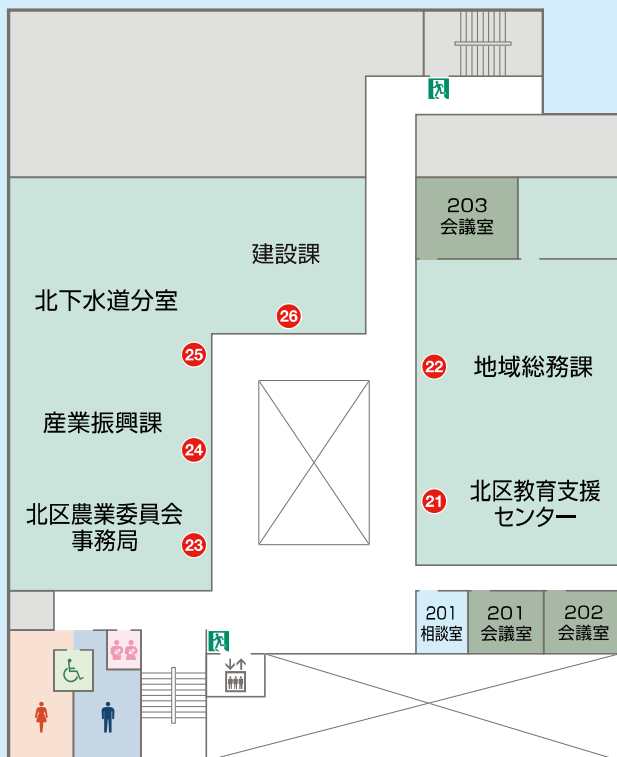 203
会議室
建設課
北下水道分室
26
25
22
地域総務課
産業振興課
24
21
北区教育支援
センター
北区農業委員会
事務局
23
201
相談室
201
会議室
202
会議室